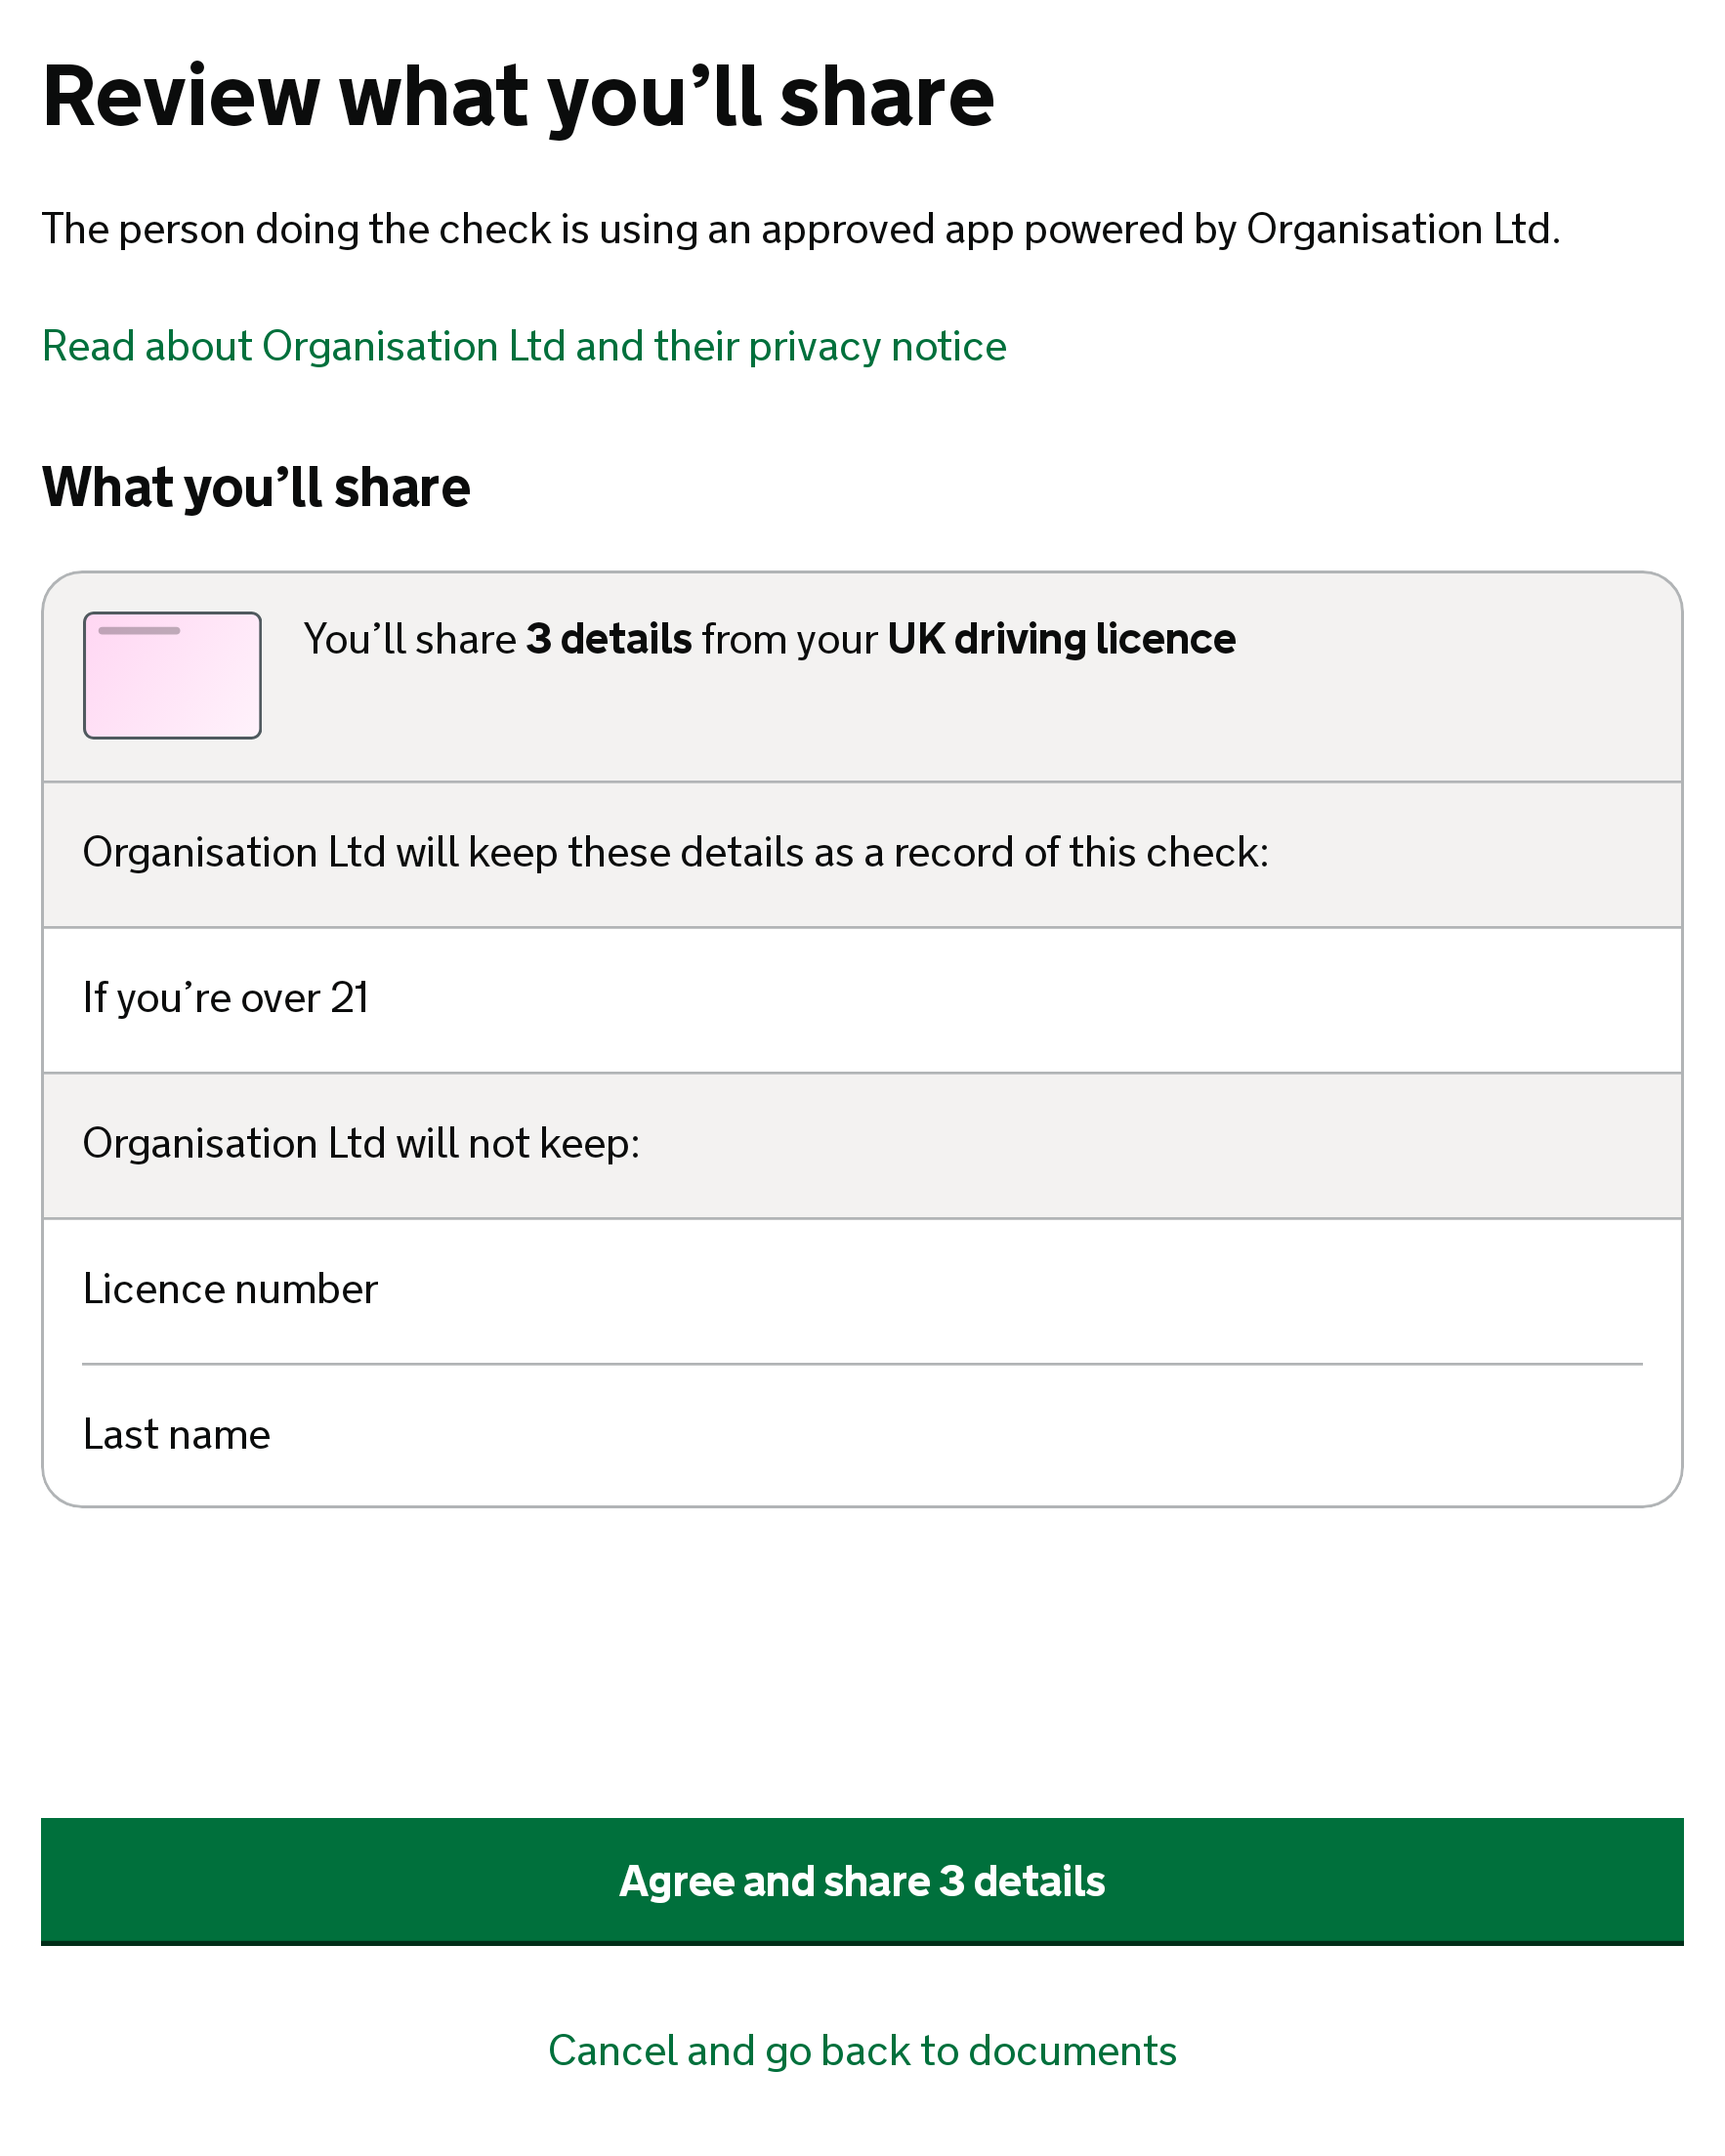 Review what you’ll share
The person doing the check is using an approved app powered by Organisation Ltd.
Read about Organisation Ltd and their privacy notice
What you’ll share
You’ll share 3 details from your UK driving licence
Organisation Ltd will keep these details as a record of this check:
If you’re over 21
Organisation Ltd will not keep:
Licence number
Last name
Agree and share 3 details
Cancel and go back to documents